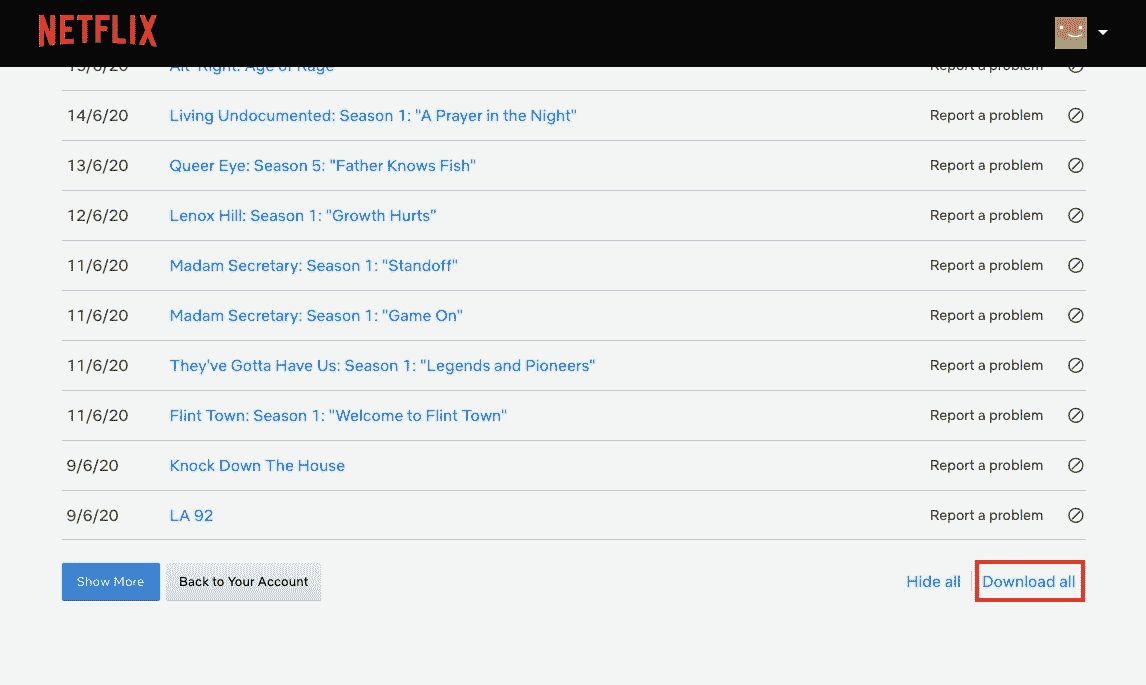 NETFLIX
15/6/20 Alt-Right: Age of Rage Report a problem
14/6/20 Living Undocumented: Season 1: "A Prayer in the Night" Report a problem
13/6/20 Queer Eye: Season 5: "Father Knows Fish" Report a problem
12/6/20 Lenox Hill: Season 1: "Growth Hurts" Report a problem
11/6/20 Madam Secretary: Season 1: "Standoff" Report a problem
11/6/20 Madam Secretary: Season 1: "Game On" Report a problem
11/6/20 They've Gotta Have Us: Season 1: "Legends and Pioneers" Report a problem
11/6/20 Flint Town: Season 1: "Welcome to Flint Town" Report a problem
9/6/20 Knock Down The House Report a problem
9/6/20 LA 92 Report a problem
Show More Back to Your Account Hide all Download all